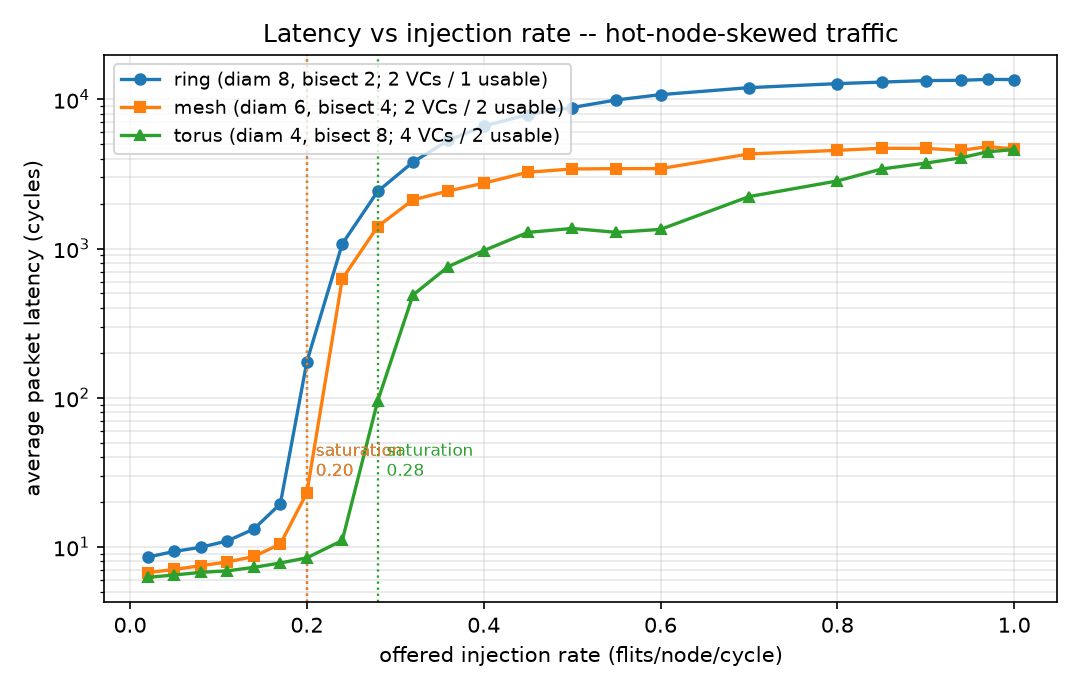 Latency vs injection rate -- hot-node-skewed traffic
ring (diam 8, bisect 2; 2 VCs / 1 usable)
mesh (diam 6, bisect 4; 2 VCs / 2 usable)
torus (diam 4, bisect 8; 4 VCs / 2 usable)
average packet latency (cycles)
10⁴
10³
10²
10¹
saturation
0.20
saturation
0.28
0.0
0.2
0.4
0.6
0.8
1.0
offered injection rate (flits/node/cycle)